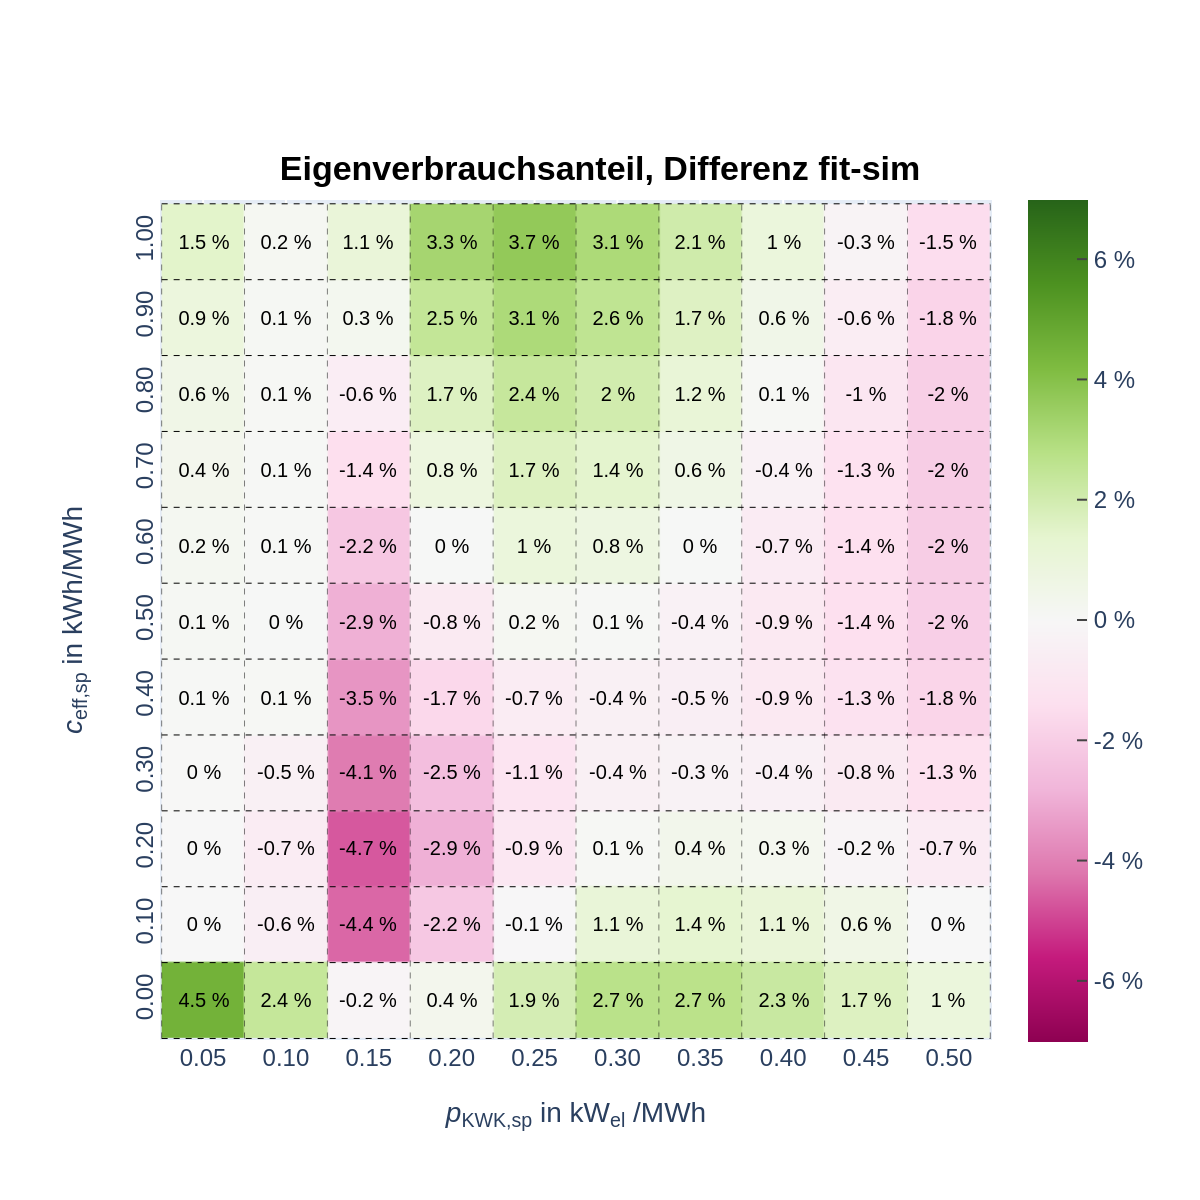 Eigenverbrauchsanteil, Differenz fit-sim
1.00 1.5 % 0.2 % 1.1 % 3.3 % 3.7 % 3.1 % 2.1 % 1 % -0.3 % -1.5 %
0.90 0.9 % 0.1 % 0.3 % 2.5 % 3.1 % 2.6 % 1.7 % 0.6 % -0.6 % -1.8 %
0.80 0.6 % 0.1 % -0.6 % 1.7 % 2.4 % 2 % 1.2 % 0.1 % -1 % -2 %
0.70 0.4 % 0.1 % -1.4 % 0.8 % 1.7 % 1.4 % 0.6 % -0.4 % -1.3 % -2 %
0.60 0.2 % 0.1 % -2.2 % 0 % 1 % 0.8 % 0 % -0.7 % -1.4 % -2 %
0.50 0.1 % 0 % -2.9 % -0.8 % 0.2 % 0.1 % -0.4 % -0.9 % -1.4 % -2 %
0.40 0.1 % 0.1 % -3.5 % -1.7 % -0.7 % -0.4 % -0.5 % -0.9 % -1.3 % -1.8 %
0.30 0 % -0.5 % -4.1 % -2.5 % -1.1 % -0.4 % -0.3 % -0.4 % -0.8 % -1.3 %
0.20 0 % -0.7 % -4.7 % -2.9 % -0.9 % 0.1 % 0.4 % 0.3 % -0.2 % -0.7 %
0.10 0 % -0.6 % -4.4 % -2.2 % -0.1 % 1.1 % 1.4 % 1.1 % 0.6 % 0 %
0.00 4.5 % 2.4 % -0.2 % 0.4 % 1.9 % 2.7 % 2.7 % 2.3 % 1.7 % 1 %
0.05 0.10 0.15 0.20 0.25 0.30 0.35 0.40 0.45 0.50
pKWK,sp in kWel /MWh
ceff,sp in kWh/MWh
6 %
4 %
2 %
0 %
-2 %
-4 %
-6 %